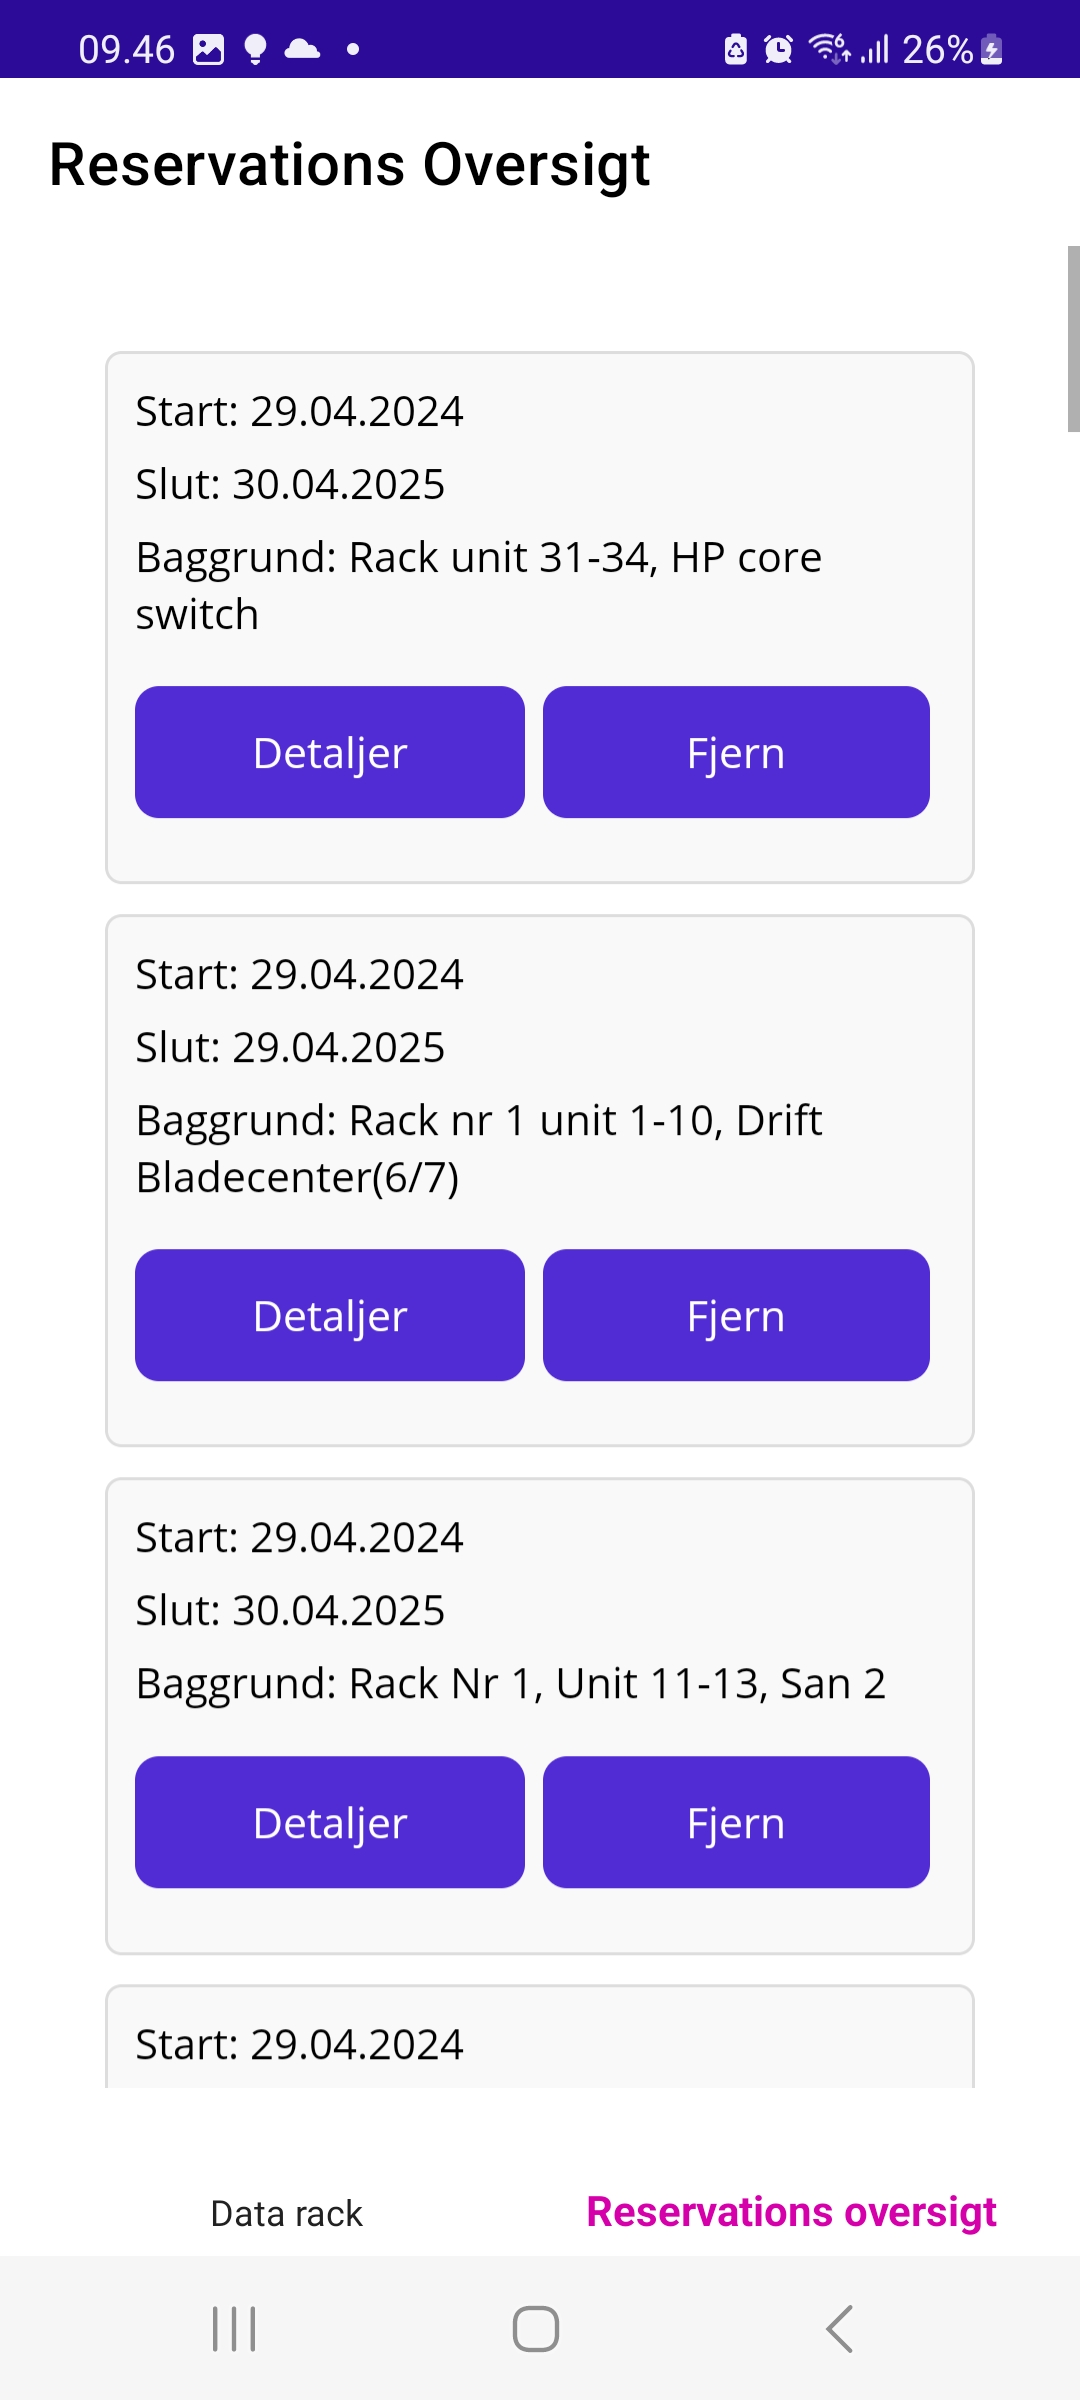 09.46 26%
Reservations Oversigt
Start: 29.04.2024
Slut: 30.04.2025
Baggrund: Rack unit 31-34, HP core
switch
Detaljer Fjern
Start: 29.04.2024
Slut: 29.04.2025
Baggrund: Rack nr 1 unit 1-10, Drift
Bladecenter(6/7)
Detaljer Fjern
Start: 29.04.2024
Slut: 30.04.2025
Baggrund: Rack Nr 1, Unit 11-13, San 2
Detaljer Fjern
Start: 29.04.2024
Data rack Reservations oversigt